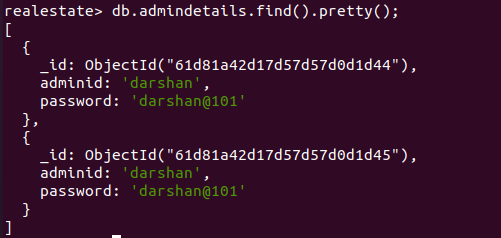 realestate> db.admindetails.find().pretty();
[
  {
    _id: ObjectId("61d81a42d17d57d57d0d1d44"),
    adminid: 'darshan',
    password: 'darshan@101'
  },
  {
    _id: ObjectId("61d81a42d17d57d57d0d1d45"),
    adminid: 'darshan',
    password: 'darshan@101'
  }
]